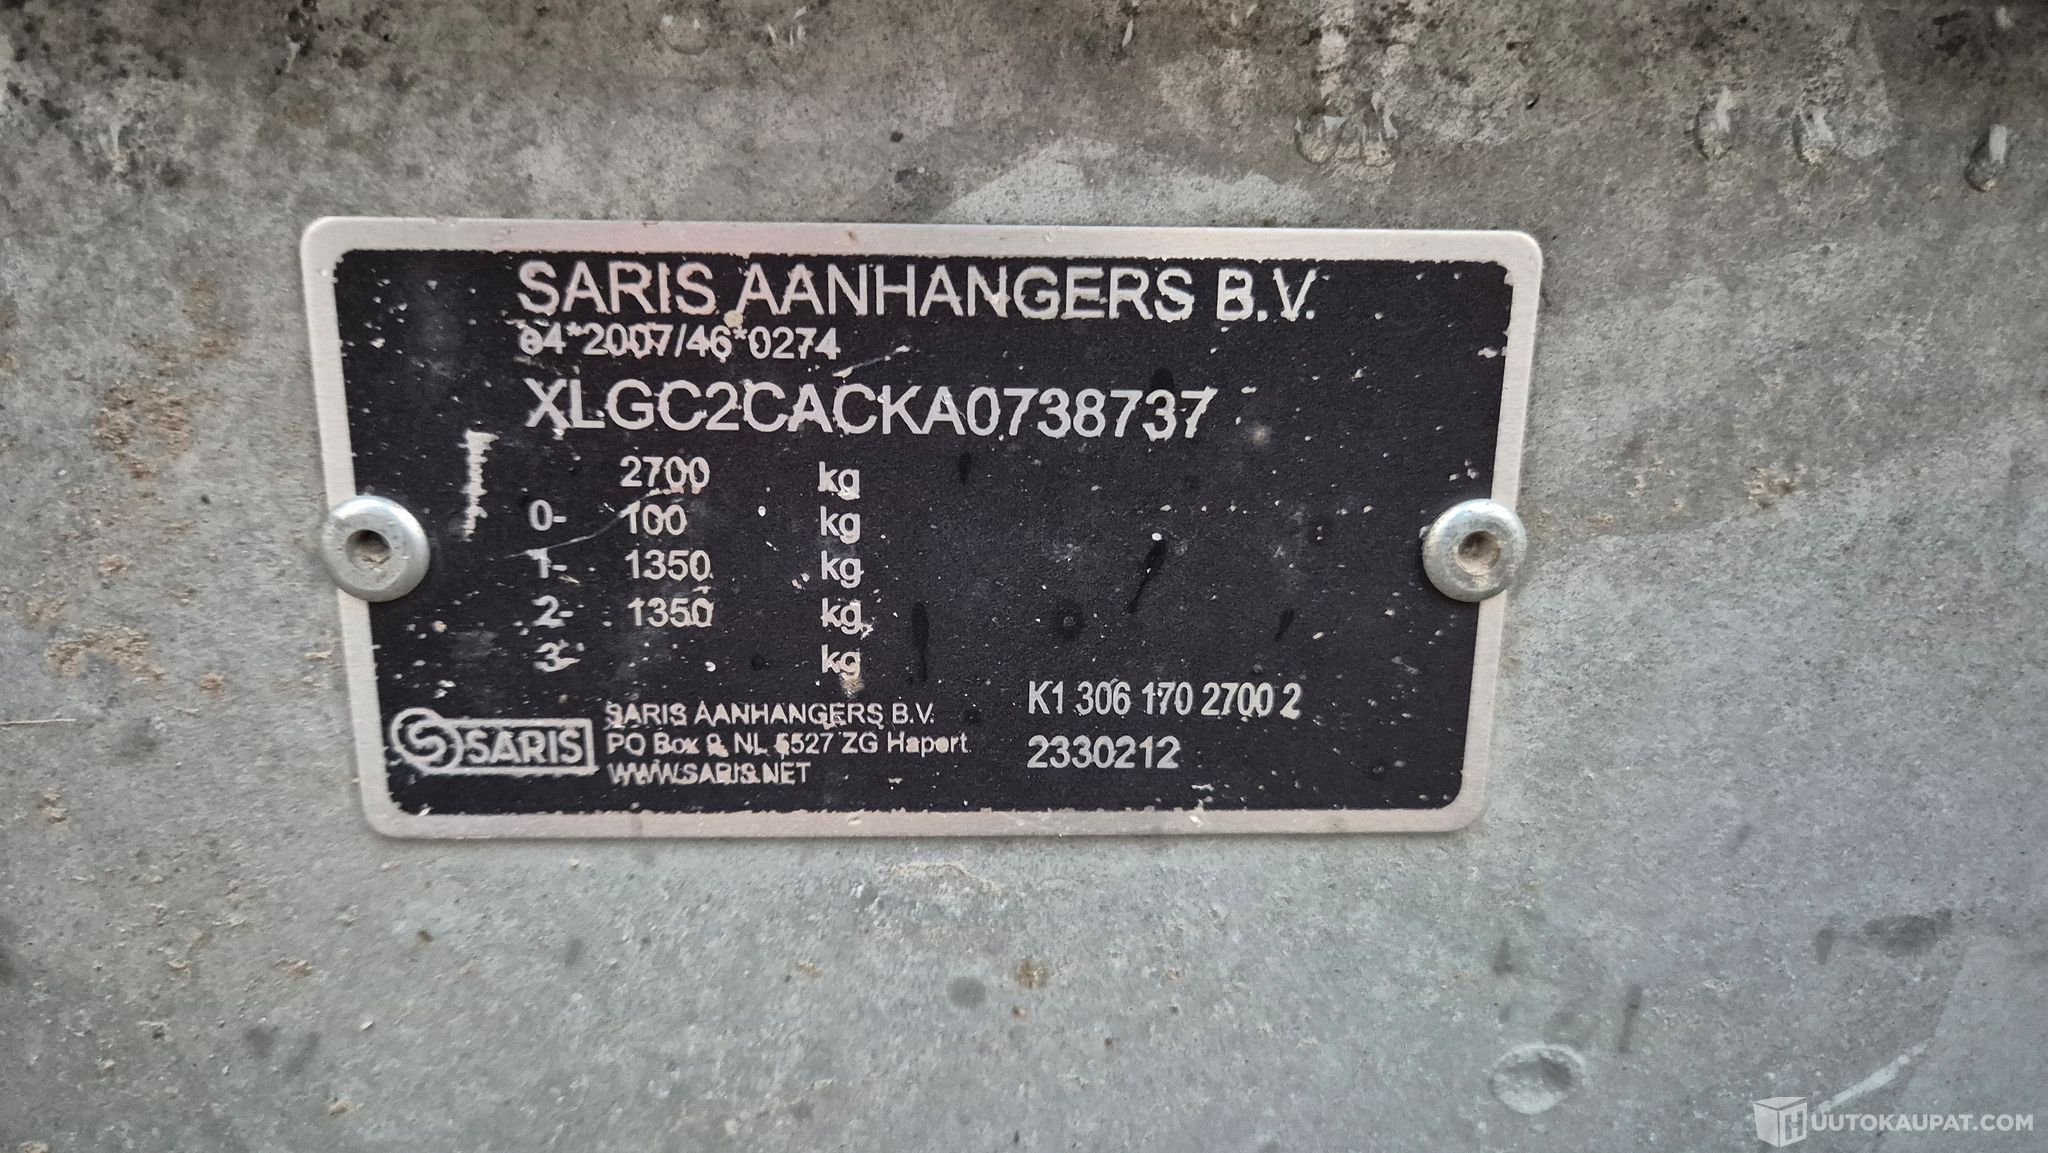 SARIS AANHANGERS B.V.
e4*2007/46*0274
XLGC2CACKA0738737
2700 kg
0- 100 kg
1- 1350 kg
2- 1350 kg
3- kg
K1 306 170 2700 2
2330212
SARIS
SARIS AANHANGERS B.V.
PO Box 9 NL 5527 ZG Hapert
WWW.SARIS.NET
HUUTOKAUPAT.COM